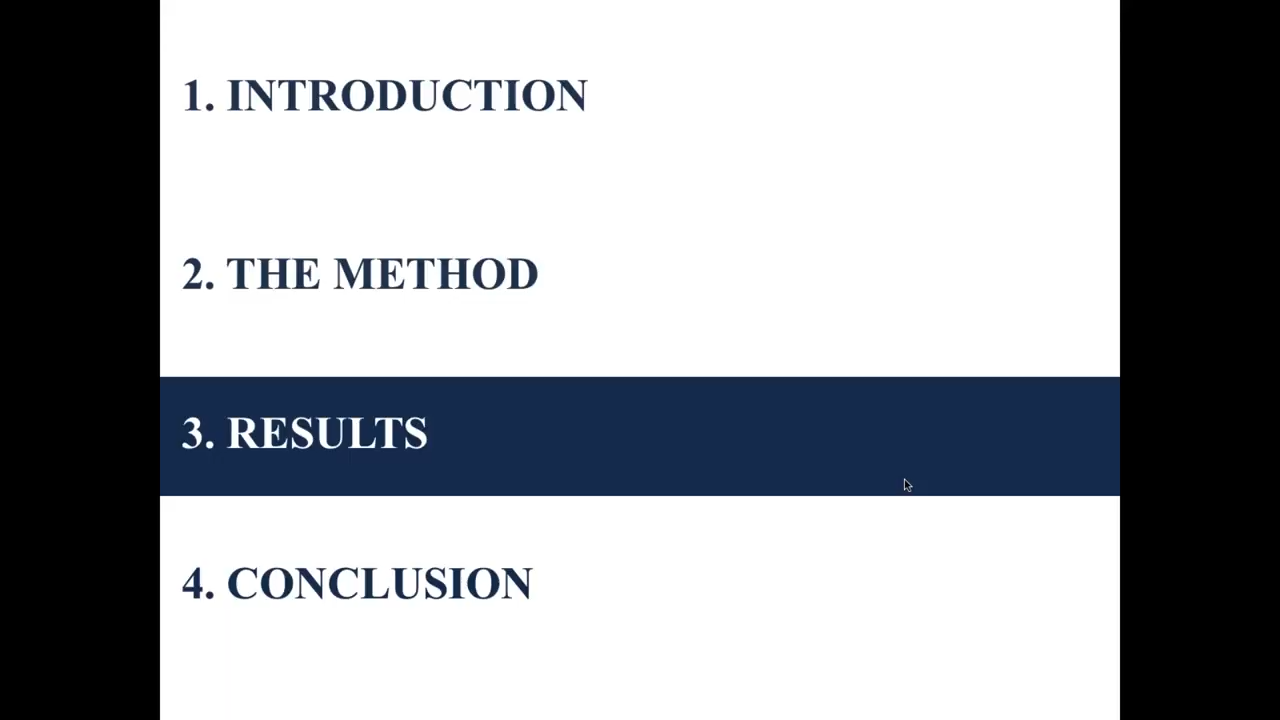 1. INTRODUCTION
2. THE METHOD
3. RESULTS
4. CONCLUSION